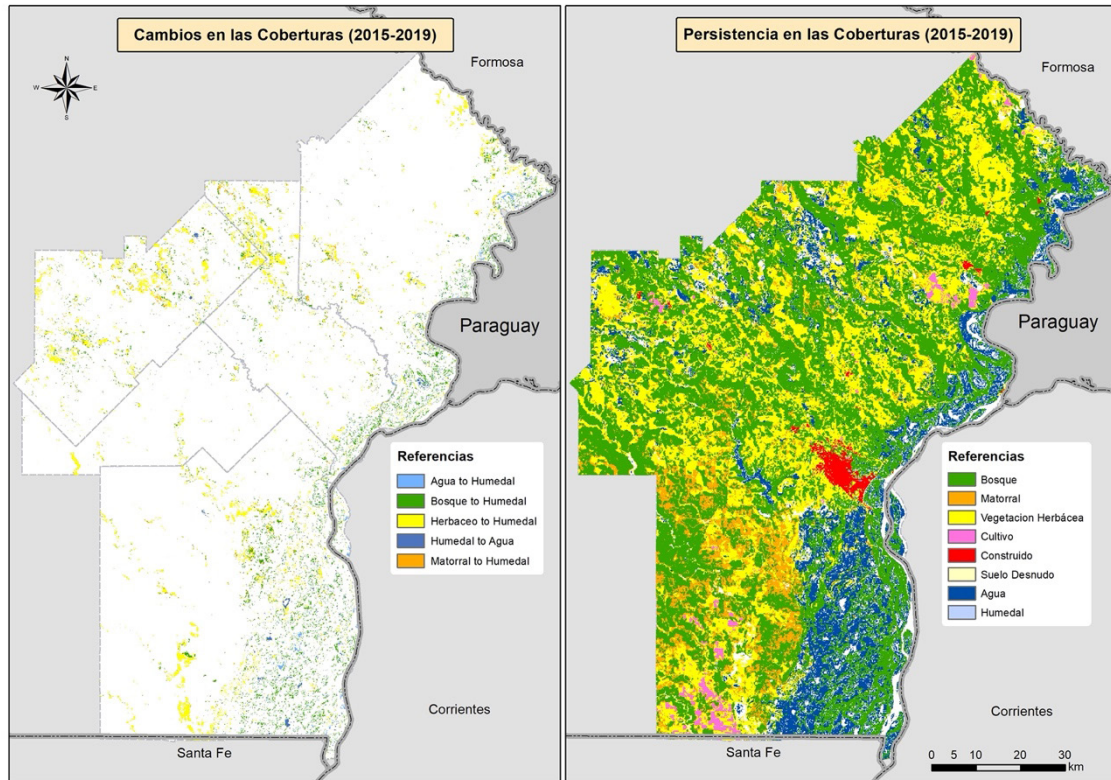 Cambios en las Coberturas (2015-2019)
N
W
E
S
Formosa
Paraguay
Referencias
Agua to Humedal
Bosque to Humedal
Herbaceo to Humedal
Humedal to Agua
Matorral to Humedal
Corrientes
Santa Fe
Persistencia en las Coberturas (2015-2019)
Formosa
Paraguay
Referencias
Bosque
Matorral
Vegetacion Herbácea
Cultivo
Construido
Suelo Desnudo
Agua
Humedal
Corrientes
Santa Fe
0 5 10 20 30
km